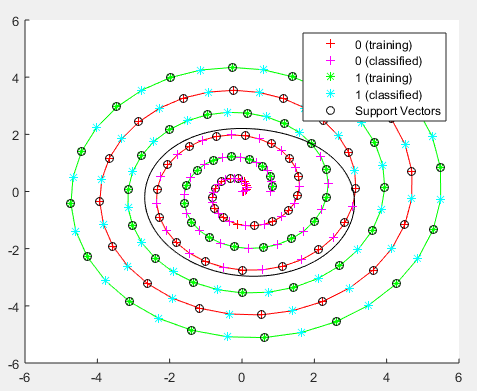 6
4
2
0
-2
-4
-6
-6 -4 -2 0 2 4 6
0 (training)
0 (classified)
1 (training)
1 (classified)
Support Vectors